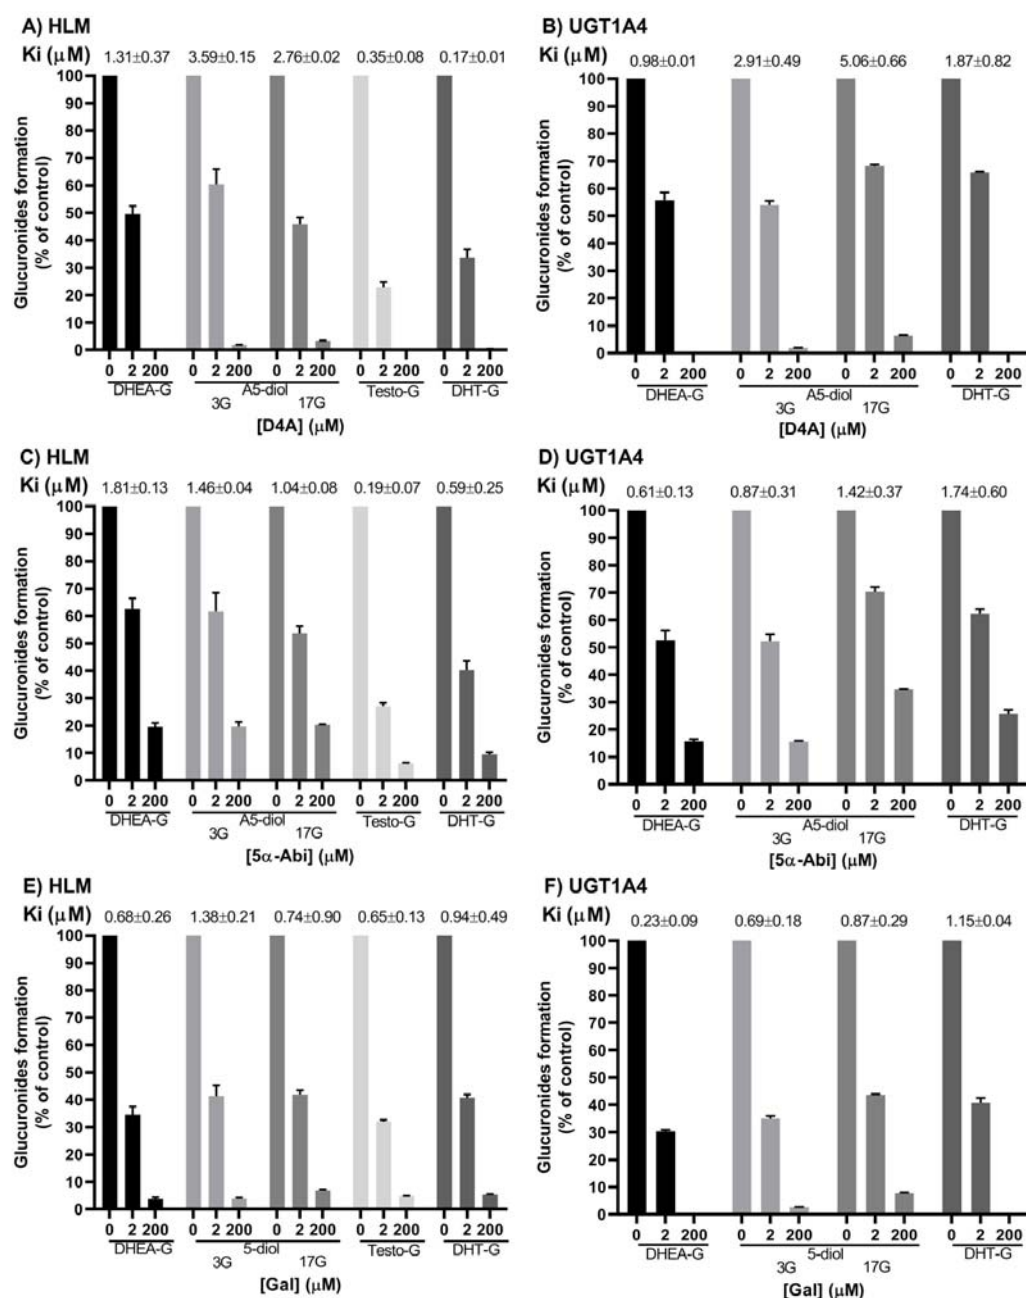 A) HLM
Ki (μM) 1.31±0.37 3.59±0.15 2.76±0.02 0.35±0.08 0.17±0.01
Glucuronides formation
(% of control)
100
90
80
70
60
50
40
30
20
10
0
0 2 200 0 2 200 0 2 200 0 2 200 0 2 200
DHEA-G A5-diol Testo-G DHT-G
3G 17G
[D4A] (μM)
B) UGT1A4
Ki (μM) 0.98±0.01 2.91±0.49 5.06±0.66 1.87±0.82
Glucuronides formation
(% of control)
100
90
80
70
60
50
40
30
20
10
0
0 2 200 0 2 200 0 2 200 0 2 200
DHEA-G A5-diol DHT-G
3G 17G
[D4A] (μM)
C) HLM
Ki (μM) 1.81±0.13 1.46±0.04 1.04±0.08 0.19±0.07 0.59±0.25
Glucuronides formation
(% of control)
100
90
80
70
60
50
40
30
20
10
0
0 2 200 0 2 200 0 2 200 0 2 200 0 2 200
DHEA-G A5-diol Testo-G DHT-G
3G 17G
[5α-Abi] (μM)
D) UGT1A4
Ki (μM) 0.61±0.13 0.87±0.31 1.42±0.37 1.74±0.60
Glucuronides formation
(% of control)
100
90
80
70
60
50
40
30
20
10
0
0 2 200 0 2 200 0 2 200 0 2 200
DHEA-G A5-diol DHT-G
3G 17G
[5α-Abi] (μM)
E) HLM
Ki (μM) 0.68±0.26 1.38±0.21 0.74±0.90 0.65±0.13 0.94±0.49
Glucuronides formation
(% of control)
100
90
80
70
60
50
40
30
20
10
0
0 2 200 0 2 200 0 2 200 0 2 200 0 2 200
DHEA-G 5-diol Testo-G DHT-G
3G 17G
[Gal] (μM)
F) UGT1A4
Ki (μM) 0.23±0.09 0.69±0.18 0.87±0.29 1.15±0.04
Glucuronides formation
(% of control)
100
90
80
70
60
50
40
30
20
10
0
0 2 200 0 2 200 0 2 200 0 2 200
DHEA-G 5-diol DHT-G
3G 17G
[Gal] (μM)